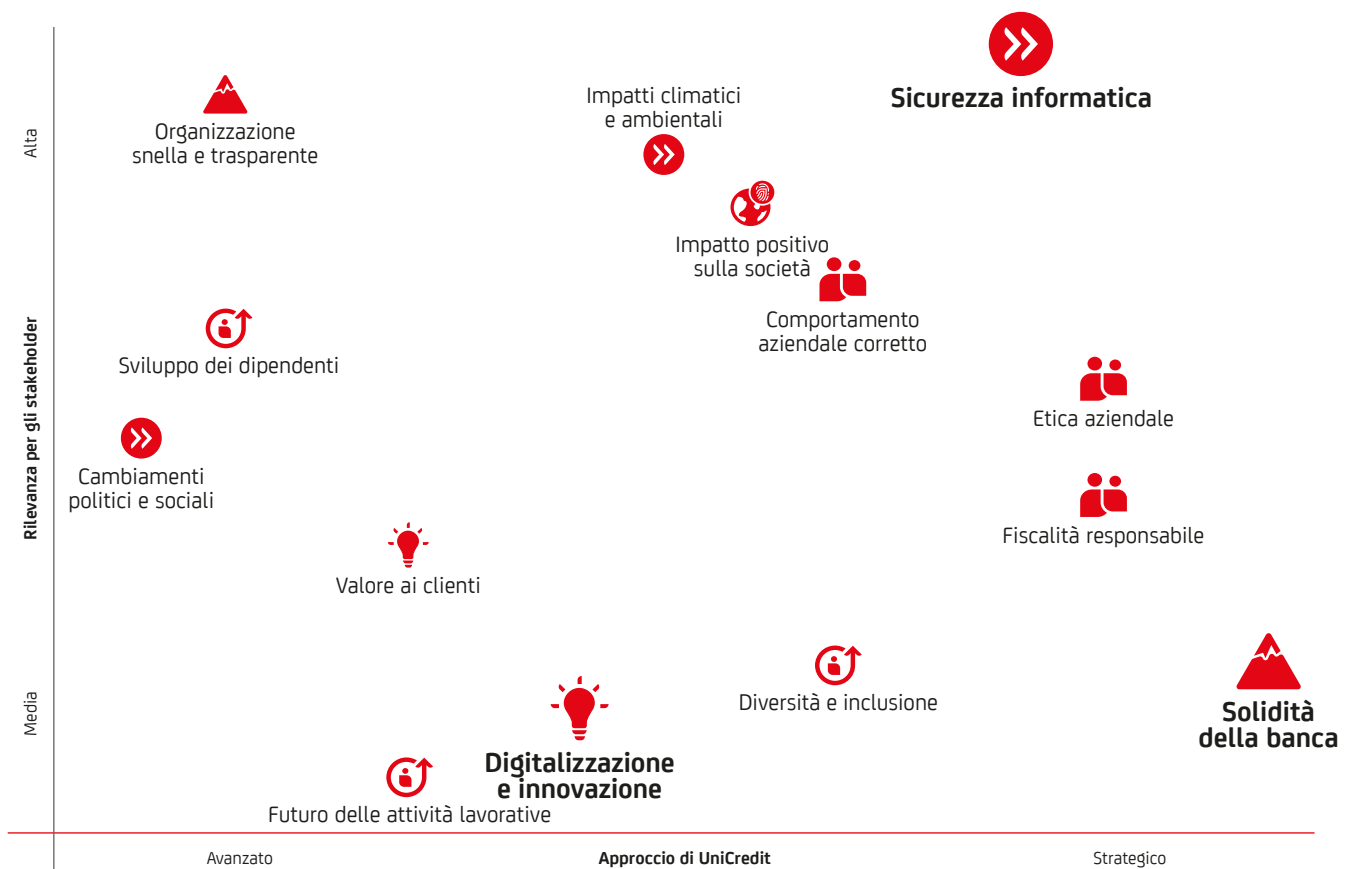 Alta
Rilevanza per gli stakeholder
Media
Sicurezza informatica
Impatti climatici
e ambientali
Organizzazione
snella e trasparente
Impatto positivo
sulla società
Comportamento
aziendale corretto
Sviluppo dei dipendenti
Etica aziendale
Cambiamenti
politici e sociali
Fiscalità responsabile
Valore ai clienti
Diversità e inclusione
Solidità
della banca
Digitalizzazione
e innovazione
Futuro delle attività lavorative
Avanzato
Approccio di UniCredit
Strategico